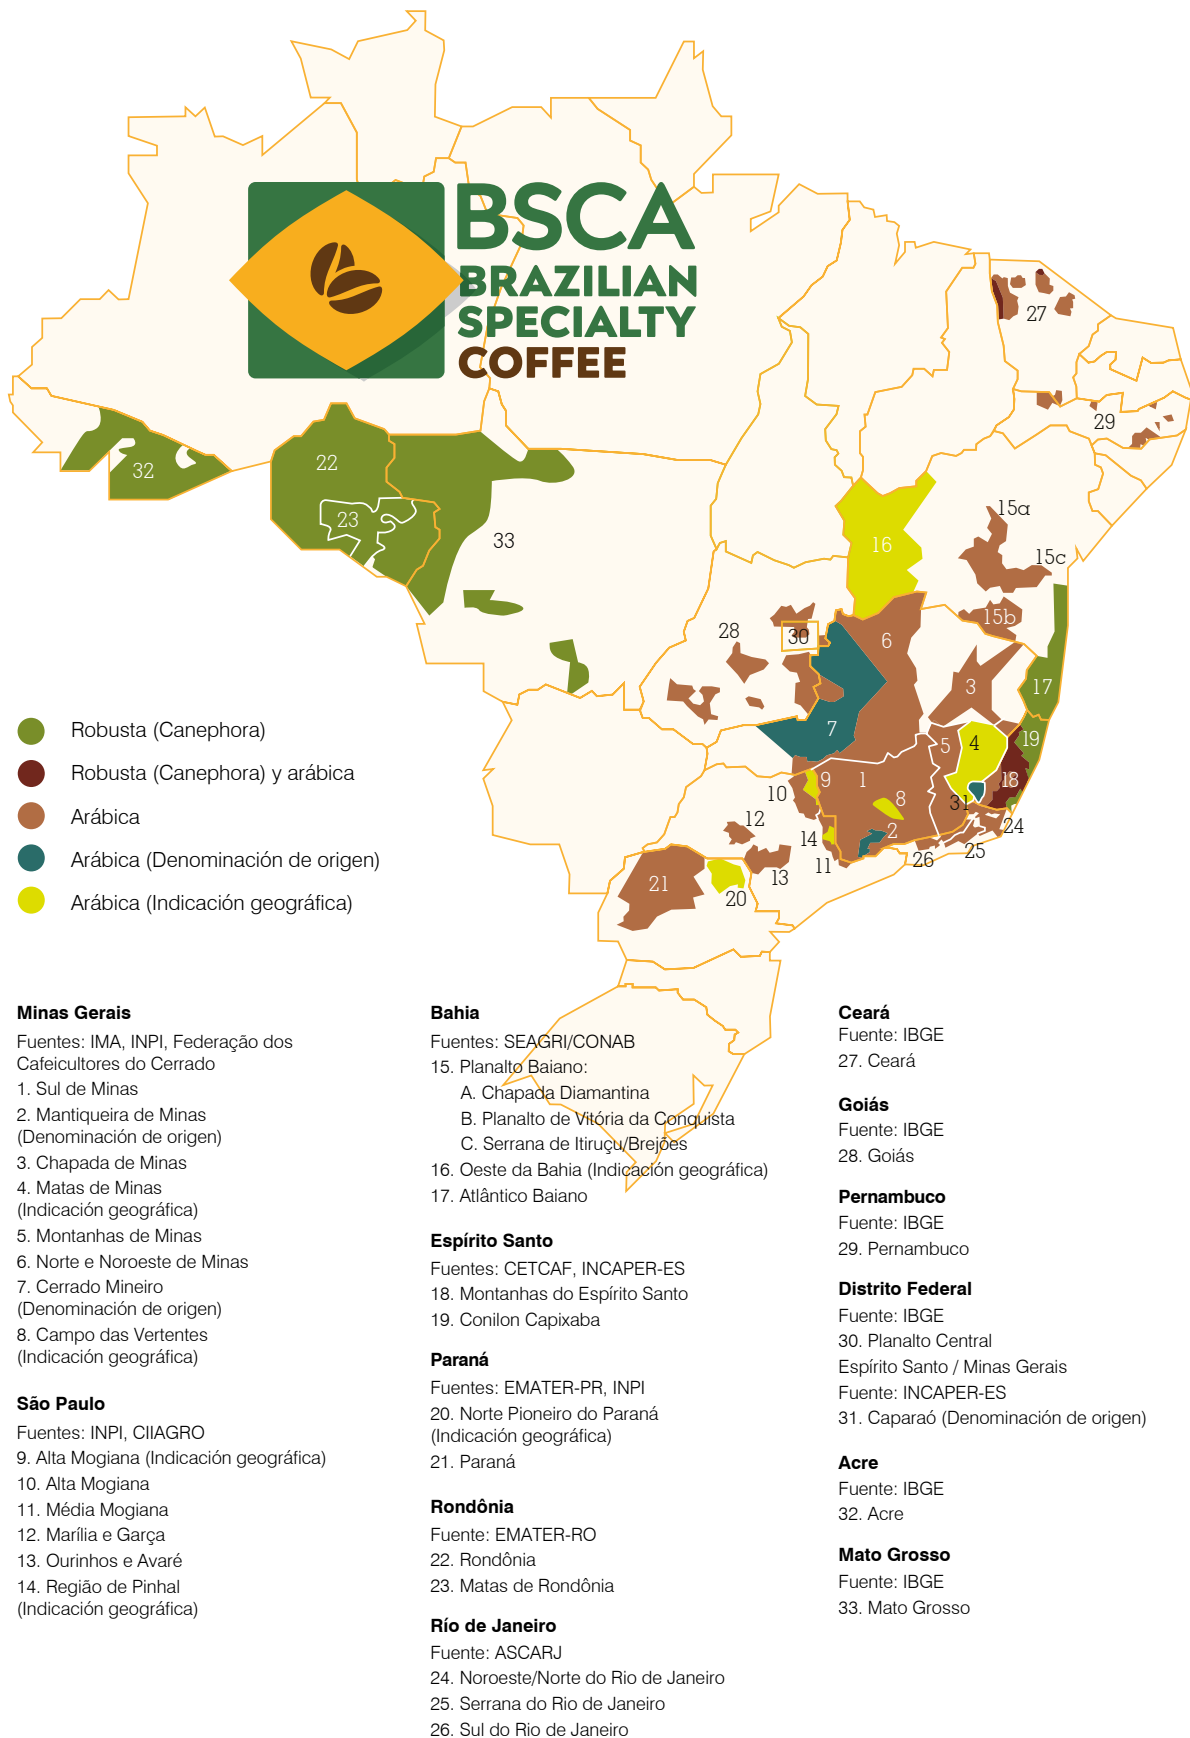 BSCA
BRAZILIAN
SPECIALTY
COFFEE
27
29
32
22
23
33
16
15a
15c
15b
28
30
6
3
17
7
5
4
19
18
31
24
25
26
10
9
1
8
2
14
11
12
13
21
20
Robusta (Canephora)
Robusta (Canephora) y arábica
Arábica
Arábica (Denominación de origen)
Arábica (Indicación geográfica)
Minas Gerais
Fuentes: IMA, INPI, Federação dos
Cafeicultores do Cerrado
1. Sul de Minas
2. Mantiqueira de Minas
(Denominación de origen)
3. Chapada de Minas
4. Matas de Minas
(Indicación geográfica)
5. Montanhas de Minas
6. Norte e Noroeste de Minas
7. Cerrado Mineiro
(Denominación de origen)
8. Campo das Vertentes
(Indicación geográfica)
São Paulo
Fuentes: INPI, CIIAGRO
9. Alta Mogiana (Indicación geográfica)
10. Alta Mogiana
11. Média Mogiana
12. Marília e Garça
13. Ourinhos e Avaré
14. Região de Pinhal
(Indicación geográfica)
Bahia
Fuentes: SEAGRI/CONAB
15. Planalto Baiano:
A. Chapada Diamantina
B. Planalto de Vitória da Conquista
C. Serrana de Itiruçu/Brejões
16. Oeste da Bahia (Indicación geográfica)
17. Atlântico Baiano
Espírito Santo
Fuentes: CETCAF, INCAPER-ES
18. Montanhas do Espírito Santo
19. Conilon Capixaba
Paraná
Fuentes: EMATER-PR, INPI
20. Norte Pioneiro do Paraná
(Indicación geográfica)
21. Paraná
Rondônia
Fuente: EMATER-RO
22. Rondônia
23. Matas de Rondônia
Río de Janeiro
Fuente: ASCARJ
24. Noroeste/Norte do Rio de Janeiro
25. Serrana do Rio de Janeiro
26. Sul do Rio de Janeiro
Ceará
Fuente: IBGE
27. Ceará
Goiás
Fuente: IBGE
28. Goiás
Pernambuco
Fuente: IBGE
29. Pernambuco
Distrito Federal
Fuente: IBGE
30. Planalto Central
Espírito Santo / Minas Gerais
Fuente: INCAPER-ES
31. Caparaó (Denominación de origen)
Acre
Fuente: IBGE
32. Acre
Mato Grosso
Fuente: IBGE
33. Mato Grosso